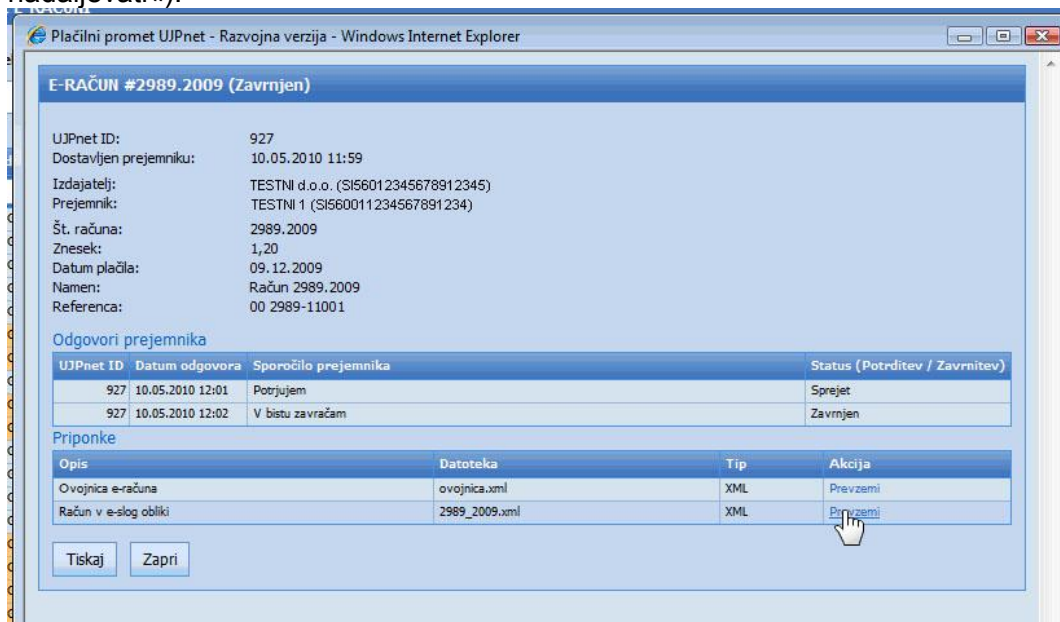 E-RAČUNI
Plačilni promet UJPnet - Razvojna verzija - Windows Internet Explorer
E-RAČUN #2989.2009 (Zavrnjen)
UJPnet ID: 927
Dostavljen prejemniku: 10.05.2010 11:59
Izdajatelj: TESTNI d.o.o. (SI56012345678912345)
Prejemnik: TESTNI 1 (SI560011234567891234)
Št. računa: 2989.2009
Znesek: 1,20
Datum plačila: 09.12.2009
Namen: Račun 2989.2009
Referenca: 00 2989-11001
Odgovori prejemnika
UJPnet ID Datum odgovora Sporočilo prejemnika Status (Potrditev / Zavrnitev)
927 10.05.2010 12:01 Potrjujem Sprejet
927 10.05.2010 12:02 V bistu zavračam Zavrnjen
Priponke
Opis Datoteka Tip Akcija
Ovojnica e-računa ovojnica.xml XML Prevzemi
Račun v e-slog obliki 2989_2009.xml XML Prevzemi
Tiskaj Zapri